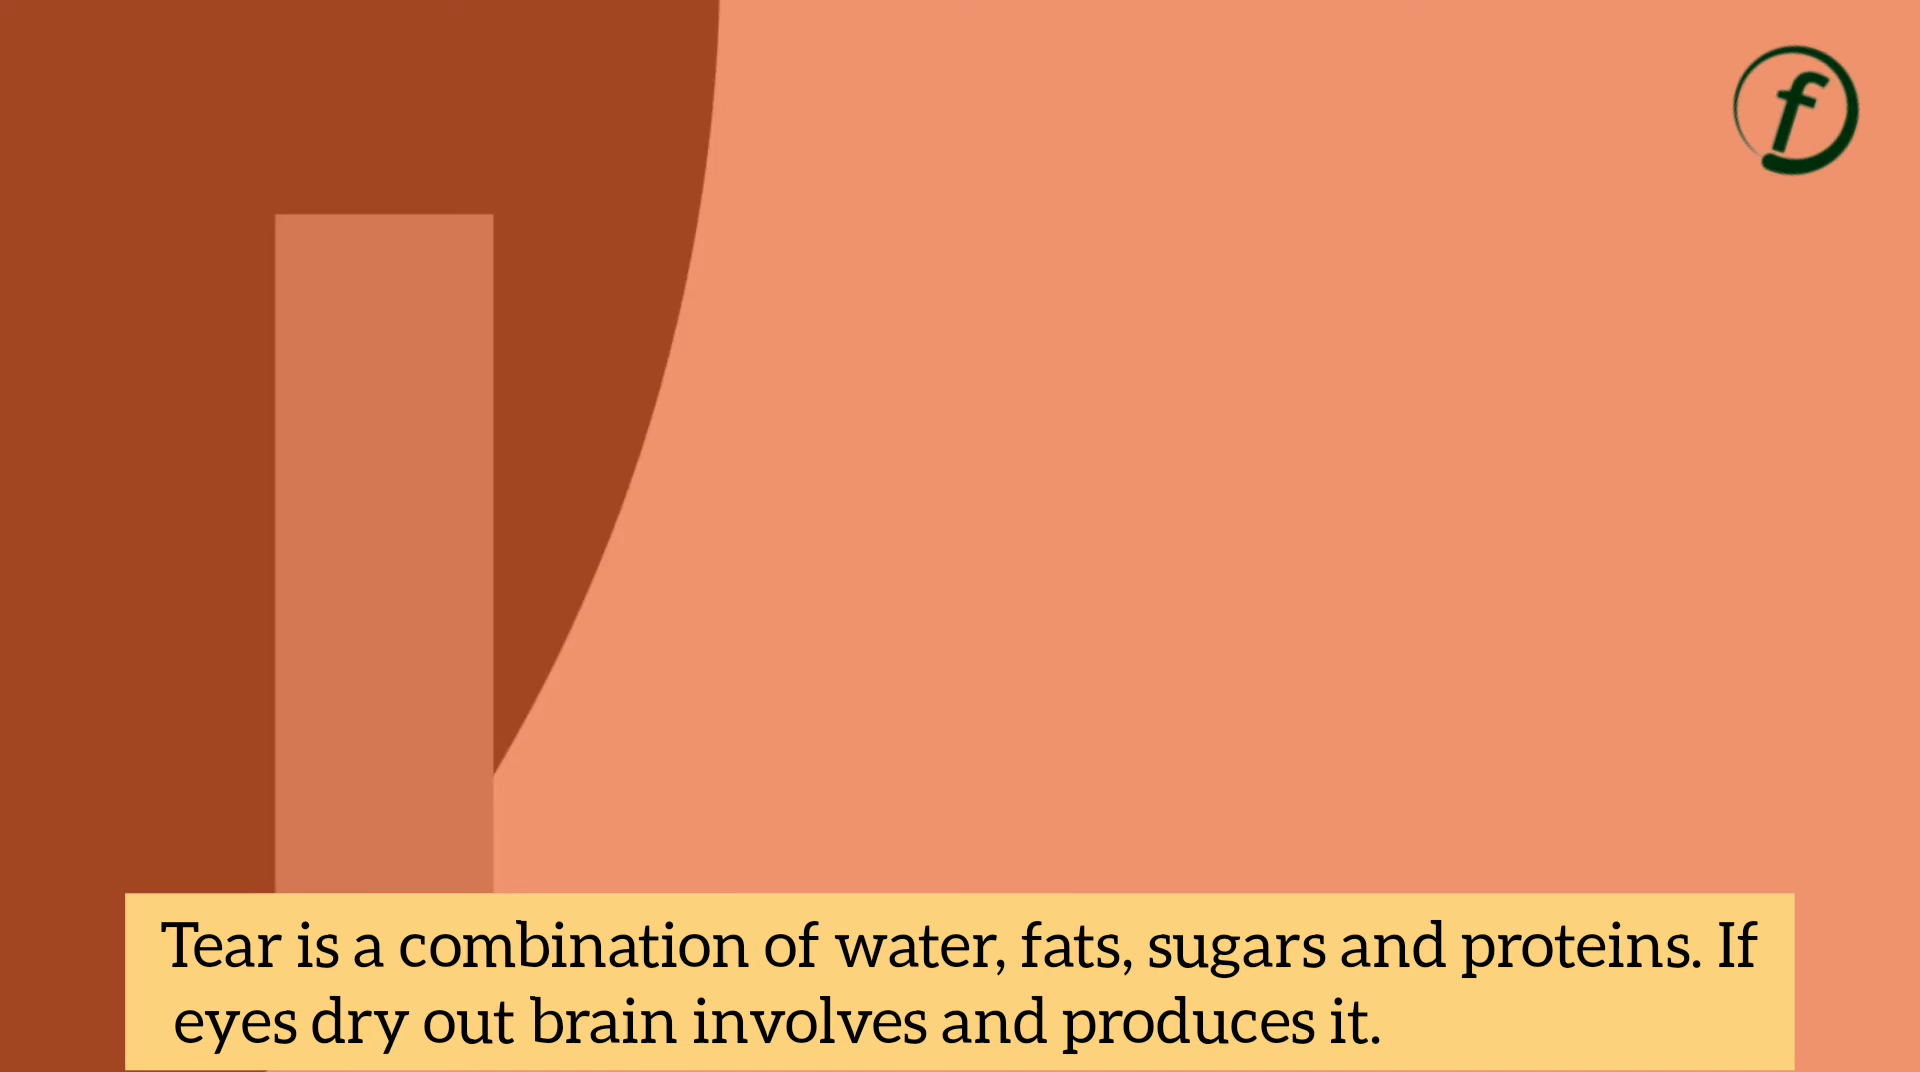 f
Tear is a combination of water, fats, sugars and proteins. If
eyes dry out brain involves and produces it.